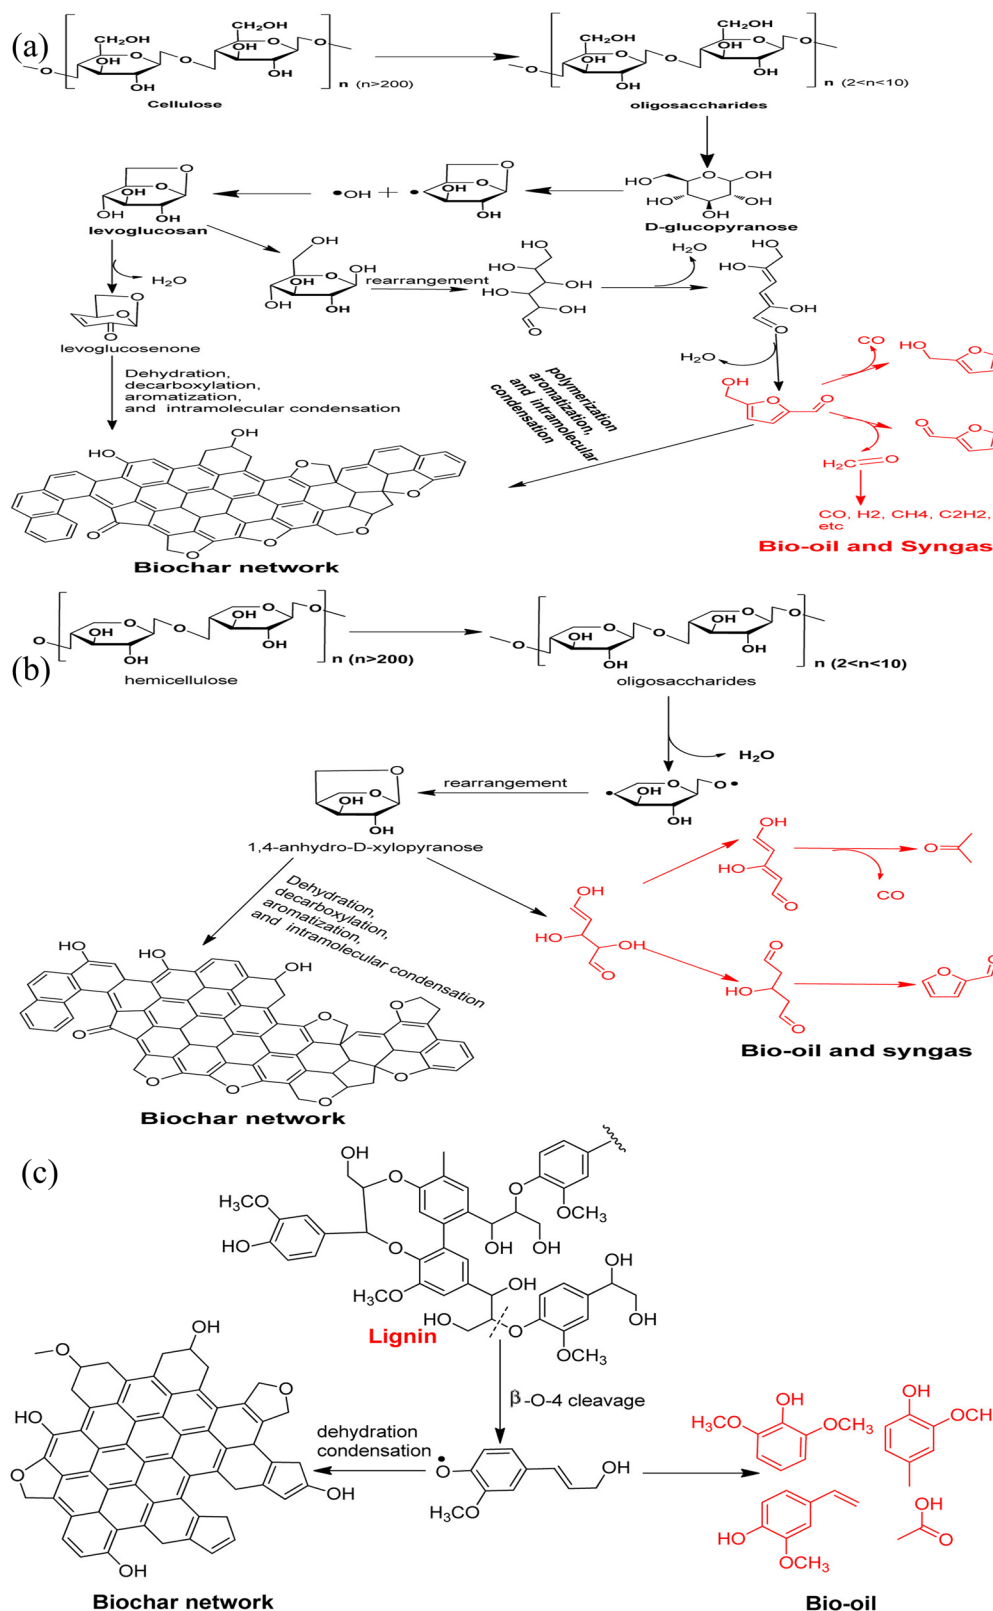 (a)
CH₂OH
CH₂OH
CH₂OH
CH₂OH
O
OH
O
O
OH
O
O
O
OH
O
O
OH
O
O
OH
OH
OH
OH
n (n>200)
n (2<n<10)
Cellulose
oligosaccharides
O
O
OH
OH
OH
levoglucosan
•OH + •
O
O
OH
OH
HO
O
OH
HO
OH
OH
D-glucopyranose
H₂O
OH
O
OH
OH
OH
OH
rearrangement
HO
OH
OH
HO
OH
O
H₂O
HO
HO
OH
O
O
O
O
levoglucosenone
H₂O
CO
HO
O
HO
O
O
O
H₂C=O
CO, H2, CH4, C2H2,
etc
Bio-oil and Syngas
Dehydration,
decarboxylation,
aromatization,
and intramolecular condensation
polymerization
aromatization,
and intramolecular
condensation
OH
HO
O
O
O
O
O
O
Biochar network
(b)
O
OH
O
O
OH
O
O
O
OH
O
O
OH
O
O
OH
OH
OH
OH
n (n>200)
n (2<n<10)
hemicellulose
oligosaccharides
H₂O
O
O
OH
OH
rearrangement
•
O
O•
OH
OH
1,4-anhydro-D-xylopyranose
OH
HO
O
CO
O
Dehydration,
decarboxylation,
aromatization,
and intramolecular condensation
OH
HO
OH
O
O
HO
O
O
O
HO
HO
OH
O
O
O
O
O
O
O
Biochar network
Bio-oil and syngas
(c)
OH
O
O
OCH₃
H₃CO
HO
O
OH
HO
OH
OH
H₃CO
HO
O
OH
OCH₃
Lignin
β-O-4 cleavage
OH
O
HO
O
O
OH
OH
dehydration
condensation
•
O
H₃CO
OH
OH
H₃CO
OCH₃
OH
HO
H₃CO
OH
O
Biochar network
Bio-oil